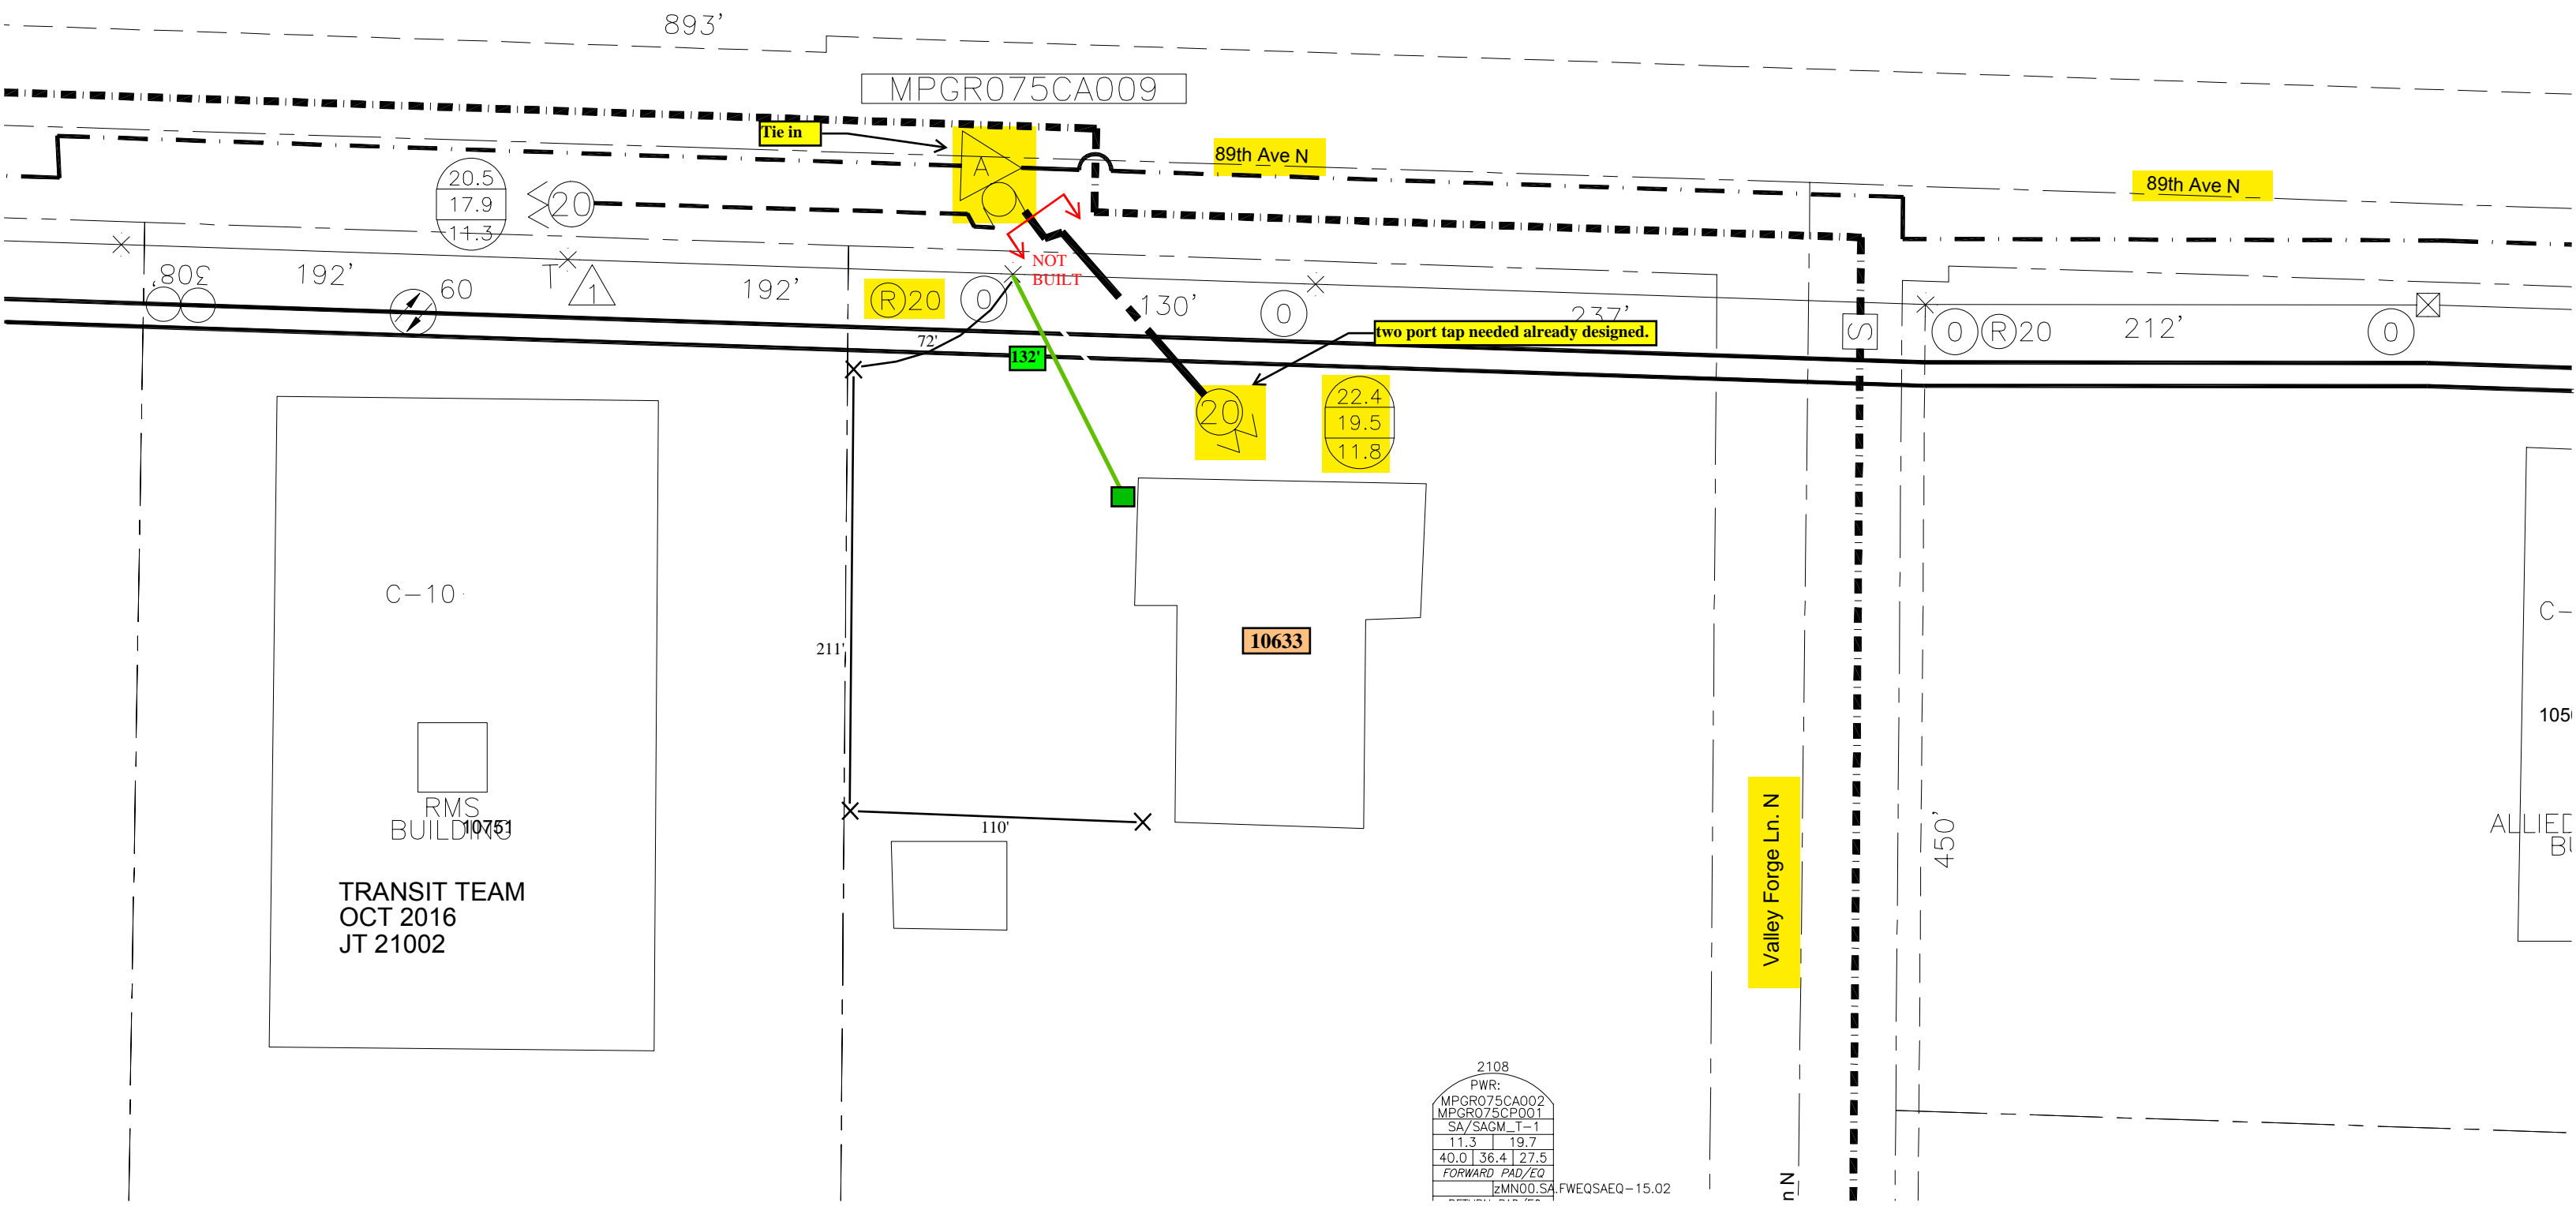 893'
MPGR075CA009
Tie in
A
89th Ave N
89th Ave N
20.5
17.9
11.3
20
308'
192'
60
T
1
192'
R 20
0
NOT
BUILT
130'
0
237'
S
0
R 20
212'
0
72'
132'
two port tap needed already designed.
20
22.4
19.5
11.8
C-10
10633
211'
110'
RMS
BUILDING
10751
TRANSIT TEAM
OCT 2016
JT 21002
Valley Forge Ln. N
450'
C-
105
ALLIED
2108
PWR:
MPGR075CA002
MPGR075CP001
SA/SAGM_T-1
11.3 19.7
40.0 36.4 27.5
FORWARD PAD/EQ
zMN00.SA.FWEQSAEQ-15.02
n N